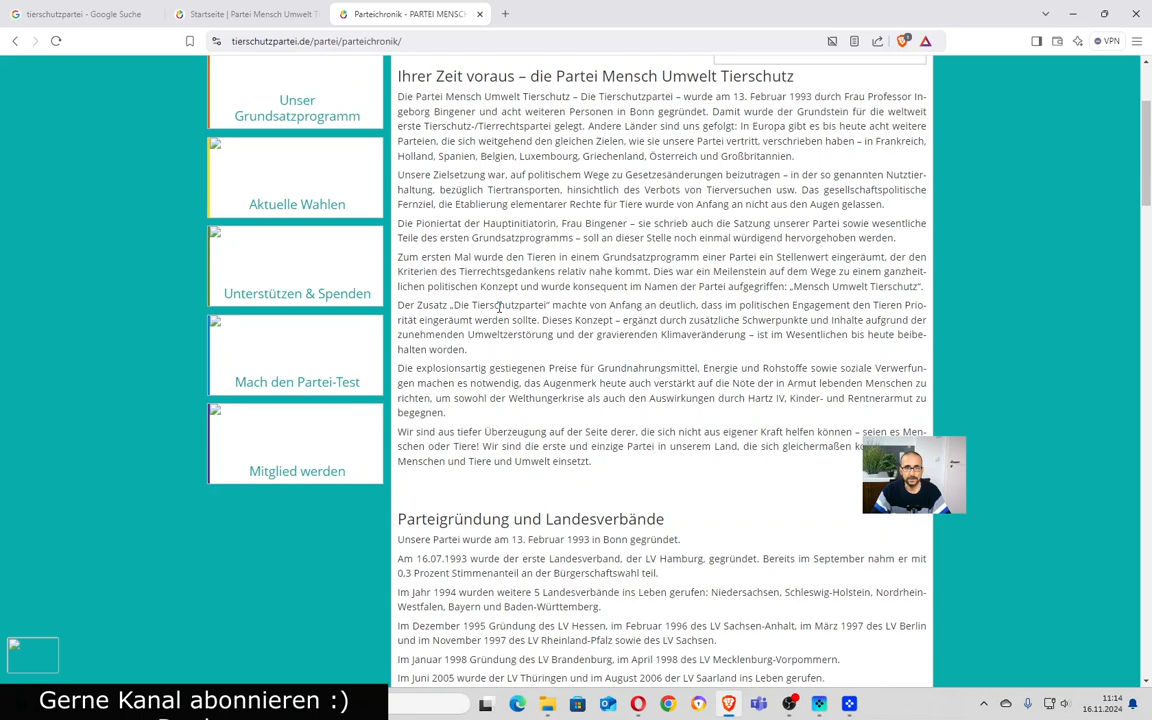 tierschutzpartei - Google Suche
Startseite | Partei Mensch Umwelt T
Parteichronik - PARTEI MENSCH
tierschutzpartei.de/partei/parteichronik/
VPN
Unser
Grundsatzprogramm
Aktuelle Wahlen
Unterstützen & Spenden
Mach den Partei-Test
Mitglied werden
Ihrer Zeit voraus – die Partei Mensch Umwelt Tierschutz
Die Partei Mensch Umwelt Tierschutz – Die Tierschutzpartei – wurde am 13. Februar 1993 durch Frau Professor In-
geborg Bingener und acht weiteren Personen in Bonn gegründet. Damit wurde der Grundstein für die weltweit
erste Tierschutz-/Tierrechtspartei gelegt. Andere Länder sind uns gefolgt: In Europa gibt es bis heute acht weitere
Parteien, die sich weitgehend den gleichen Zielen, wie sie unsere Partei vertritt, verschrieben haben – in Frankreich,
Holland, Spanien, Belgien, Luxembourg, Griechenland, Österreich und Großbritannien.
Unsere Zielsetzung war, auf politischem Wege zu Gesetzesänderungen beizutragen – in der so genannten Nutztier-
haltung, bezüglich Tiertransporten, hinsichtlich des Verbots von Tierversuchen usw. Das gesellschaftspolitische
Fernziel, die Etablierung elementarer Rechte für Tiere wurde von Anfang an nicht aus den Augen gelassen.
Die Pioniertat der Hauptinitiatorin, Frau Bingener – sie schrieb auch die Satzung unserer Partei sowie wesentliche
Teile des ersten Grundsatzprogramms – soll an dieser Stelle noch einmal würdigend hervorgehoben werden.
Zum ersten Mal wurde den Tieren in einem Grundsatzprogramm einer Partei ein Stellenwert eingeräumt, der den
Kriterien des Tierrechtsgedankens relativ nahe kommt. Dies war ein Meilenstein auf dem Wege zu einem ganzheit-
lichen politischen Konzept und wurde konsequent im Namen der Partei aufgegriffen: „Mensch Umwelt Tierschutz“.
Der Zusatz „Die Tierschutzpartei“ machte von Anfang an deutlich, dass im politischen Engagement den Tieren Prio-
rität eingeräumt werden sollte. Dieses Konzept – ergänzt durch zusätzliche Schwerpunkte und Inhalte aufgrund der
zunehmenden Umweltzerstörung und der gravierenden Klimaveränderung – ist im Wesentlichen bis heute beibe-
halten worden.
Die explosionsartig gestiegenen Preise für Grundnahrungsmittel, Energie und Rohstoffe sowie soziale Verwerfun-
gen machen es notwendig, das Augenmerk heute auch verstärkt auf die Nöte der in Armut lebenden Menschen zu
richten, um sowohl der Welthungerkrise als auch den Auswirkungen durch Hartz IV, Kinder- und Rentnerarmut zu
begegnen.
Wir sind aus tiefer Überzeugung auf der Seite derer, die sich nicht aus eigener Kraft helfen können – seien es Men-
schen oder Tiere! Wir sind die erste und einzige Partei in unserem Land, die sich gleichermaßen
Menschen und Tiere und Umwelt einsetzt.
Parteigründung und Landesverbände
Unsere Partei wurde am 13. Februar 1993 in Bonn gegründet.
Am 16.07.1993 wurde der erste Landesverband, der LV Hamburg, gegründet. Bereits im September nahm er mit
0,3 Prozent Stimmenanteil an der Bürgerschaftswahl teil.
Im Jahr 1994 wurden weitere 5 Landesverbände ins Leben gerufen: Niedersachsen, Schleswig-Holstein, Nordrhein-
Westfalen, Bayern und Baden-Württemberg.
Im Dezember 1995 Gründung des LV Hessen, im Februar 1996 des LV Sachsen-Anhalt, im März 1997 des LV Berlin
und im November 1997 des LV Rheinland-Pfalz sowie des LV Sachsen.
Im Januar 1998 Gründung des LV Brandenburg, im April 1998 des LV Mecklenburg-Vorpommern.
Im Juni 2005 wurde der LV Thüringen und im August 2006 der LV Saarland ins Leben gerufen.
Gerne Kanal abonnieren :)
11:14
16.11.2024